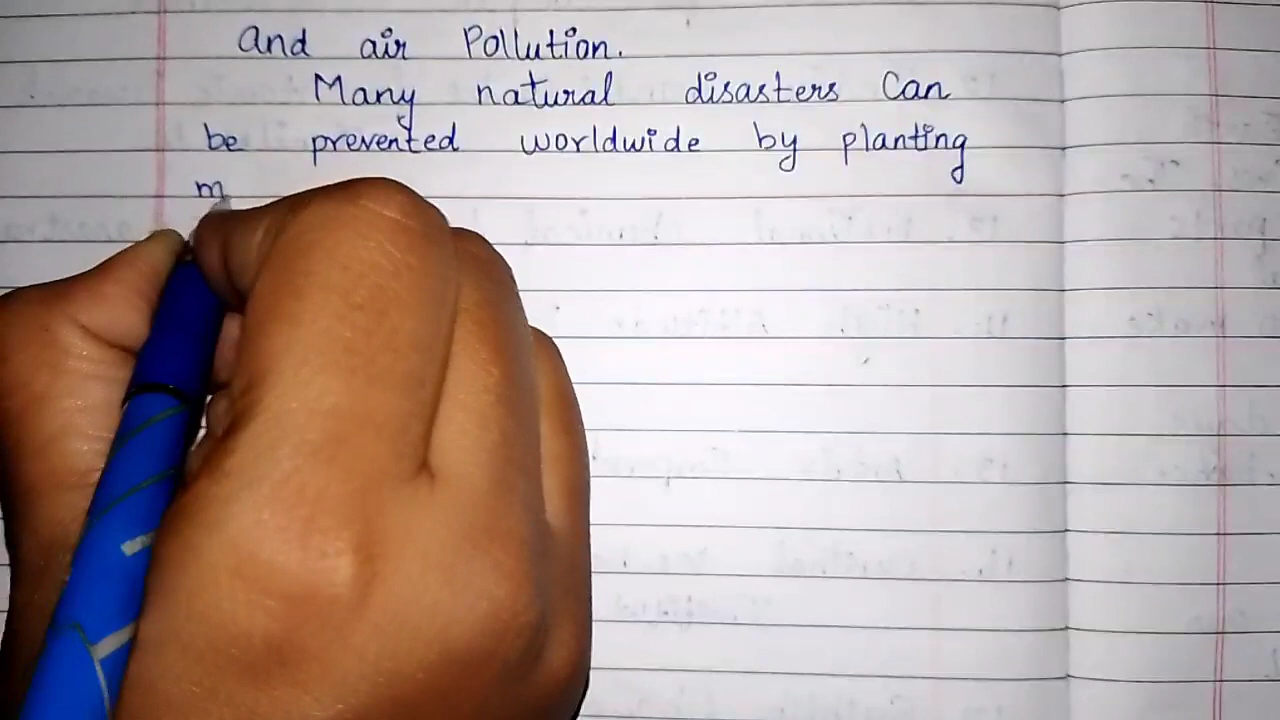 and air Pollution.
Many natural disasters Can
be prevented worldwide by planting
m